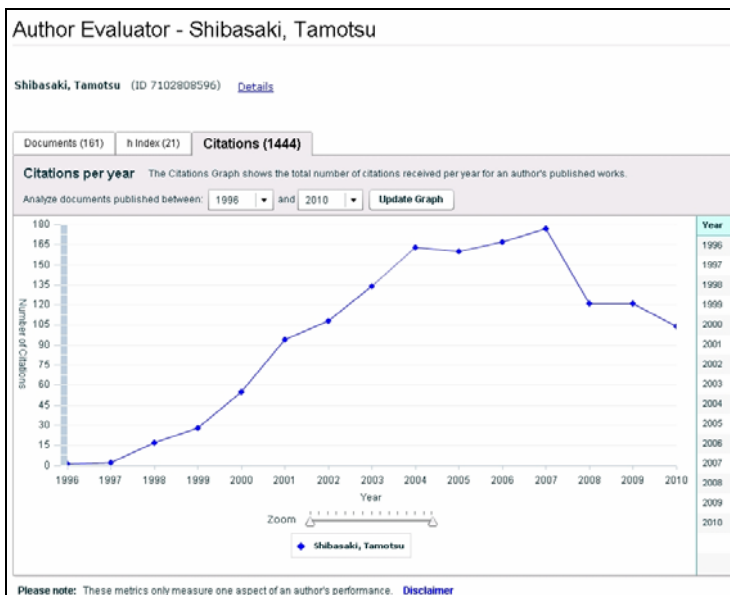 Author Evaluator - Shibasaki, Tamotsu
Shibasaki, Tamotsu (ID 7102808596) Details
Documents (161) h Index (21) Citations (1444)
Citations per year The Citations Graph shows the total number of citations received per year for an author's published works.
Analyze documents published between: 1996 and 2010 Update Graph
180
165
150
135
120
105
90
75
60
45
30
15
0
Number of Citations
1996 1997 1998 1999 2000 2001 2002 2003 2004 2005 2006 2007 2008 2009 2010
Year
Zoom
Shibasaki, Tamotsu
Year
1996
1997
1998
1999
2000
2001
2002
2003
2004
2005
2006
2007
2008
2009
2010
Please note: These metrics only measure one aspect of an author's performance. Disclaimer